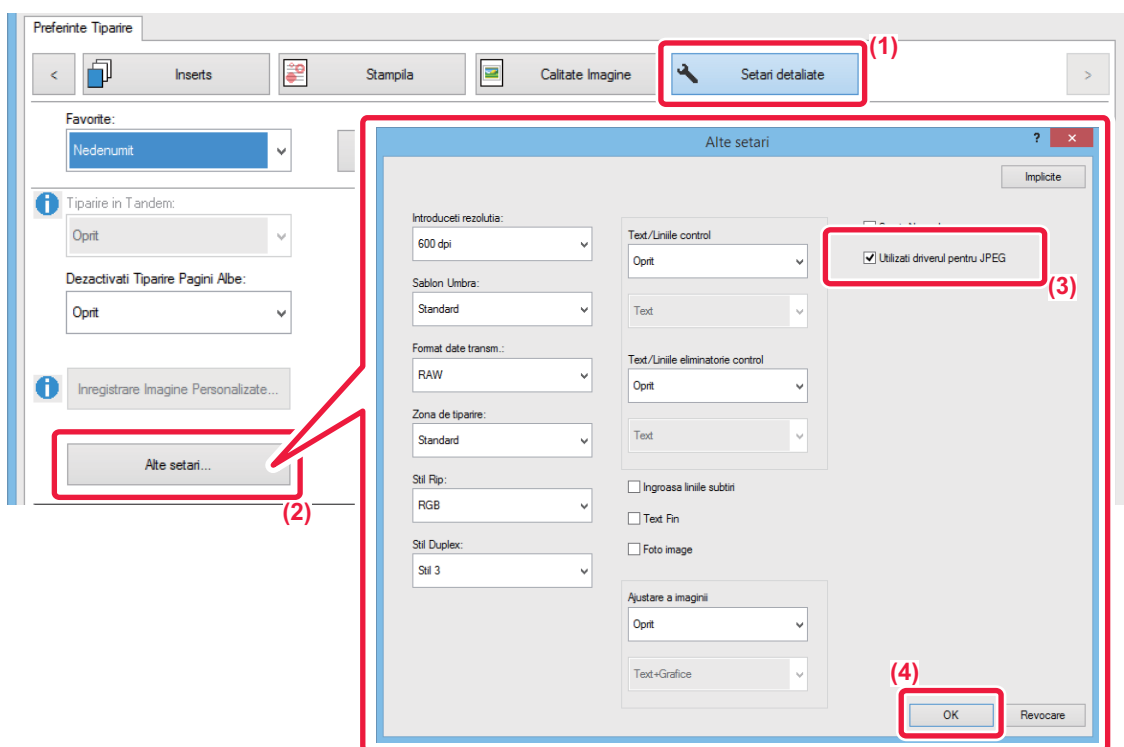 Preferinte Tiparire
(1)
<
Inserts
Stampila
Calitate Imagine
Setari detaliate
>
Favorite:
Nedenumit
Tiparire in Tandem:
Oprit
Dezactivati Tiparire Pagini Albe:
Oprit
Inregistrare Imagine Personalizate...
Alte setari...
(2)
Alte setari
?
Implicite
Introduceti rezolutia:
600 dpi
Sablon Umbra:
Standard
Format date transm.:
RAW
Zona de tiparire:
Standard
Stil Rip:
RGB
Stil Duplex:
Stil 3
Text/Liniile control
Oprit
Text
Text/Liniile eliminatorie control
Oprit
Text
Ingroasa liniile subtiri
Text Fin
Foto image
Ajustare a imaginii
Oprit
Text+Grafice
Utilizati driverul pentru JPEG
(3)
(4)
OK
Revocare